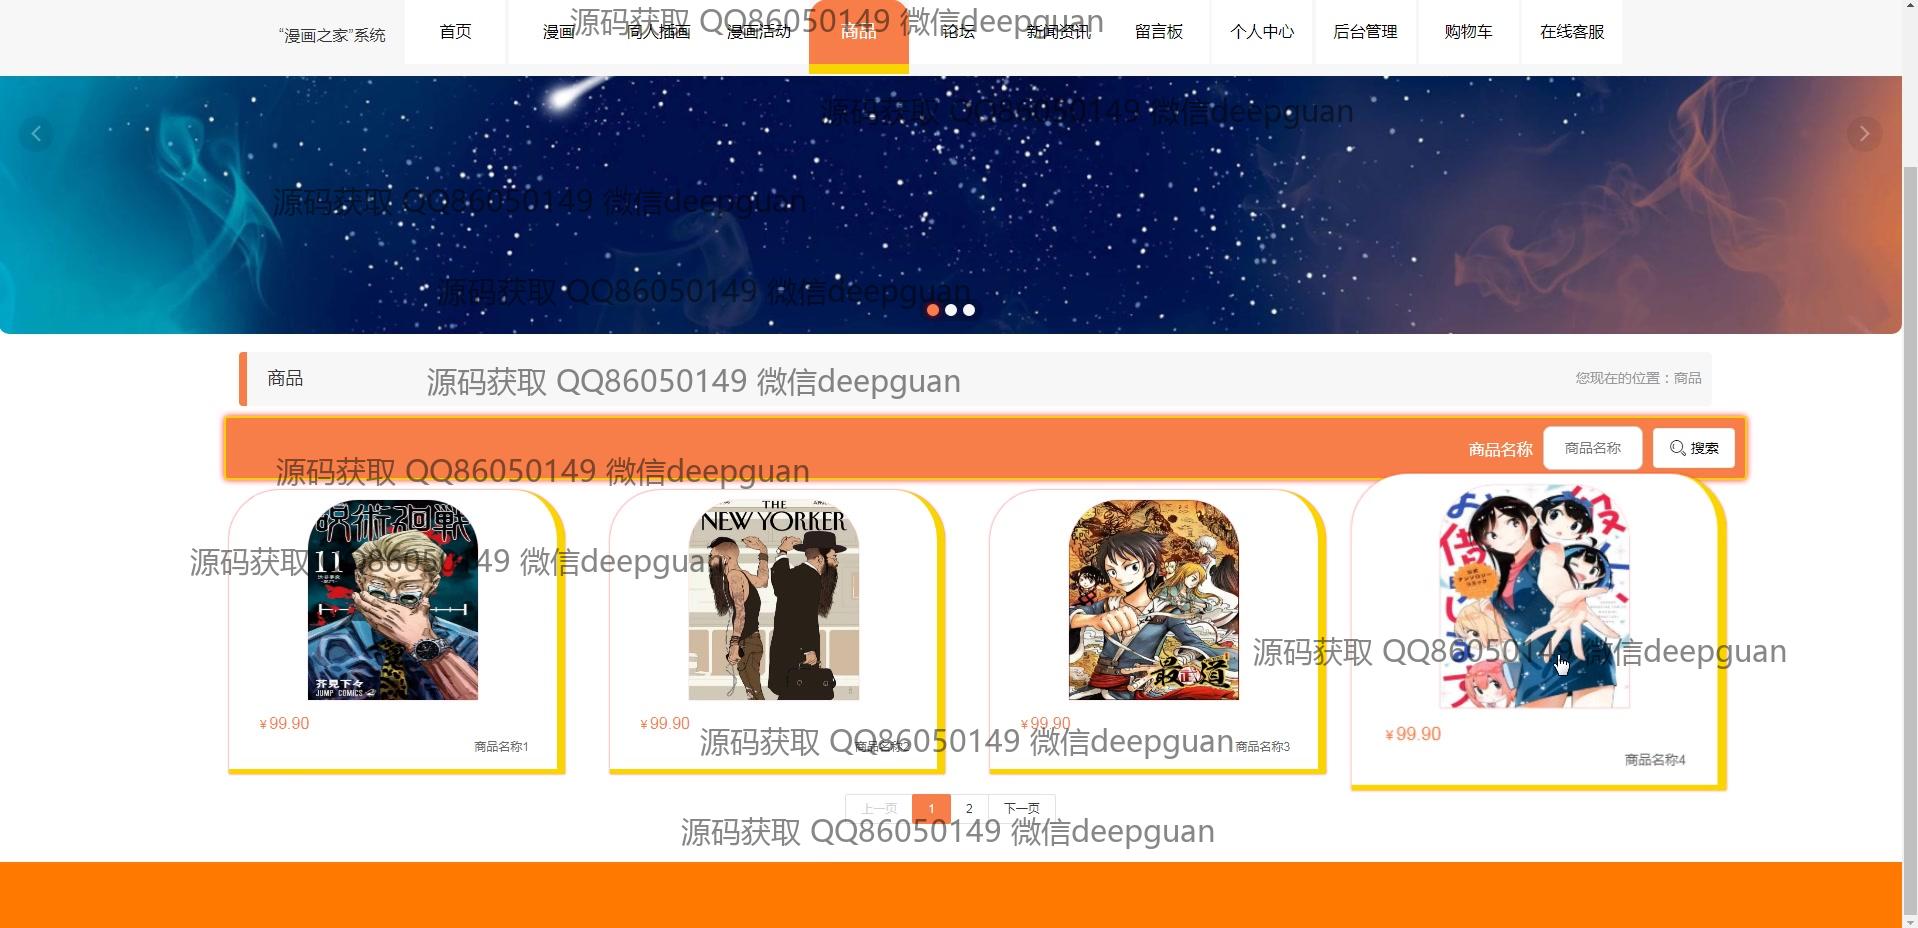 “漫画之家”系统
首页
漫画
同人插画
漫画活动
商品
论坛
新闻资讯
留言板
个人中心
后台管理
购物车
在线客服
源码获取 QQ86050149 微信deepguan
源码获取 QQ86050149 微信deepguan
源码获取 QQ86050149 微信deepguan
源码获取 QQ86050149 微信deepguan
商品
源码获取 QQ86050149 微信deepguan
您现在的位置：商品
商品名称
商品名称
搜索
源码获取 QQ86050149 微信deepguan
呪術廻戦
11
芥見下々
JUMP COMICS
THE
NEW YORKER
最道
源码获取 QQ86050149 微信deepguan
源码获取 QQ86050149 微信deepguan
¥99.90
商品名称1
¥99.90
商品名称2
¥99.90
商品名称3
¥99.90
商品名称4
源码获取 QQ86050149 微信deepguan
上一页
1
2
下一页
源码获取 QQ86050149 微信deepguan